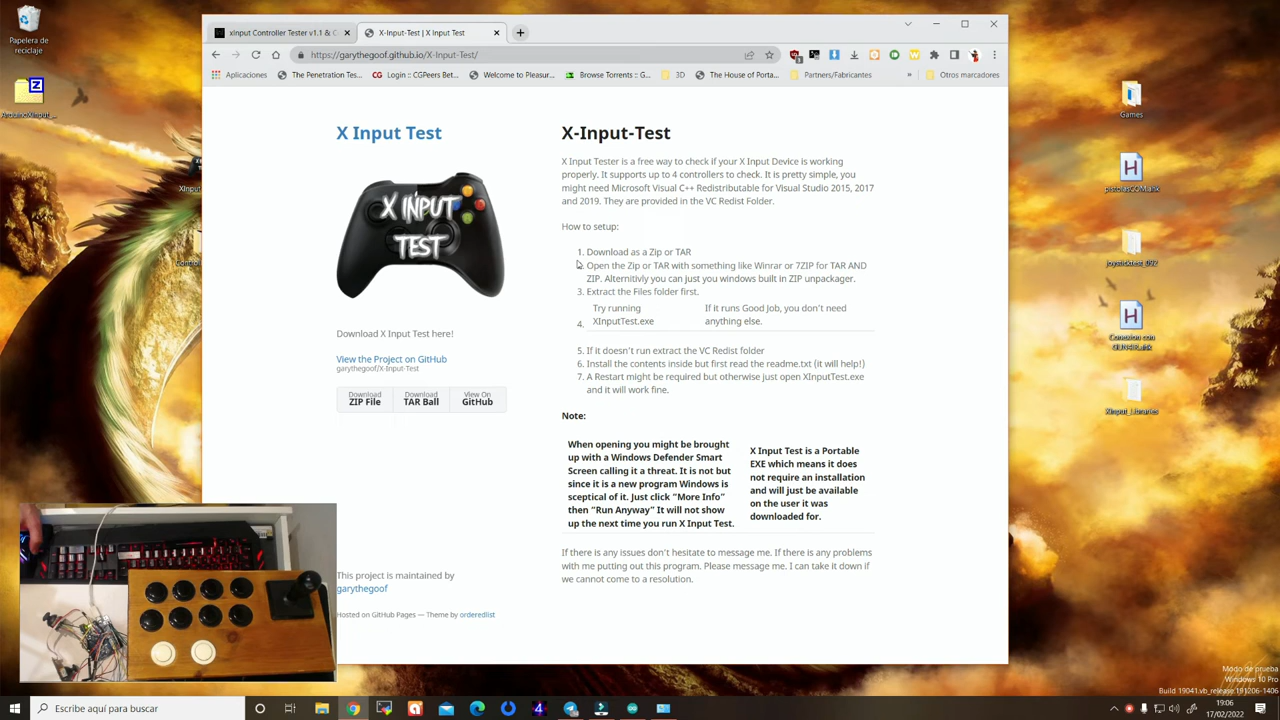 Papelera de
reciclaje
ArduinoXInput_...
XInput
Control
xinput Controller Tester v1.1 & C
X-Input-Test | X Input Test
https://garythegoof.github.io/X-Input-Test/
Aplicaciones
The Penetration Tes...
Login :: CGPeers Bet...
Welcome to Pleasur...
Browse Torrents :: G...
3D
The House of Porta...
Partners/Fabricantes
»
Otros marcadores
X Input Test
X INPUT
TEST
Download X Input Test here!
View the Project on GitHub
garythegoof/X-Input-Test
Download
ZIP File
Download
TAR Ball
View On
GitHub
This project is maintained by
garythegoof
Hosted on GitHub Pages — Theme by orderedlist
X-Input-Test
X Input Tester is a free way to check if your X Input Device is working
properly. It supports up to 4 controllers to check. It is pretty simple, you
might need Microsoft Visual C++ Redistributable for Visual Studio 2015, 2017
and 2019. They are provided in the VC Redist Folder.
How to setup:
1. Download as a Zip or TAR
2. Open the Zip or TAR with something like Winrar or 7ZIP for TAR AND
ZIP. Alternitivly you can just you windows built in ZIP unpackager.
3. Extract the Files folder first.
4.
Try running
XInputTest.exe
If it runs Good Job, you don't need
anything else.
5. If it doesn't run extract the VC Redist folder
6. Install the contents inside but first read the readme.txt (it will help!)
7. A Restart might be required but otherwise just open XInputTest.exe
and it will work fine.
Note:
When opening you might be brought
up with a Windows Defender Smart
Screen calling it a threat. It is not but
since it is a new program Windows is
sceptical of it. Just click “More Info”
then “Run Anyway” It will not show
up the next time you run X Input Test.
X Input Test is a Portable
EXE which means it does
not require an installation
and will just be available
on the user it was
downloaded for.
If there is any issues don't hesitate to message me. If there is any problems
with me putting out this program. Please message me. I can take it down if
we cannot come to a resolution.
Games
pistolasCOM.ahk
joysticktest_092
Conexion con
GUN4IR.ahk
XInput_Libraries
Modo de prueba
Windows 10 Pro
Build 19041.vb_release.191206-1406
Escribe aquí para buscar
19:06
17/02/2022